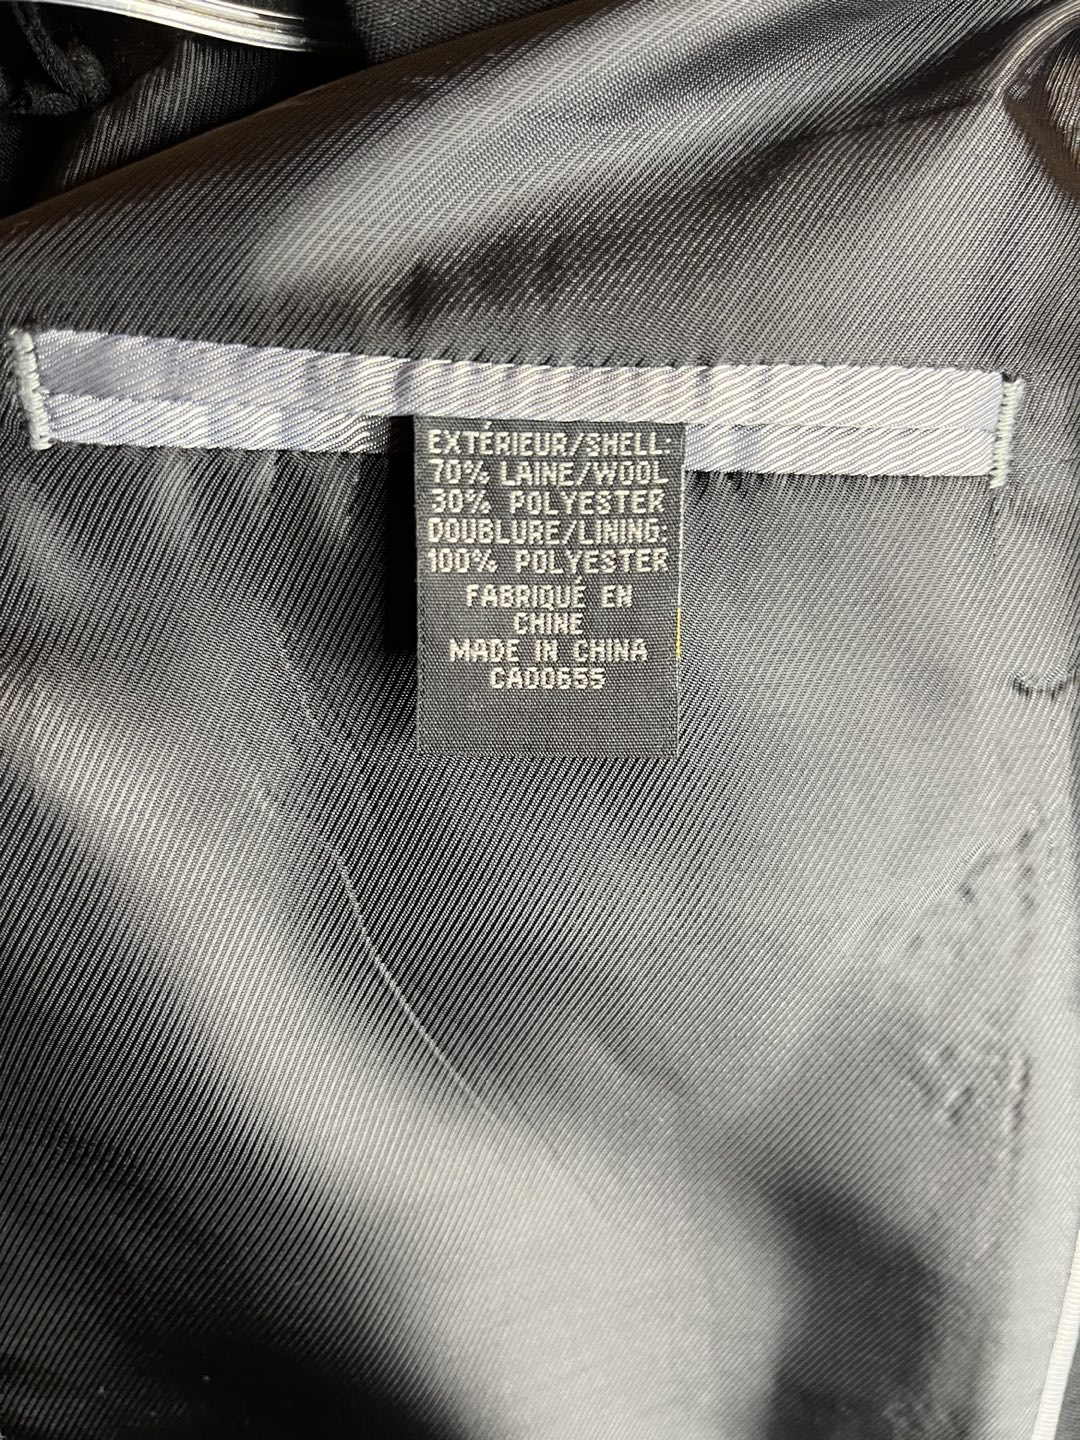 EXTÉRIEUR/SHELL:
70% LAINE/WOOL
30% POLYESTER
DOUBLURE/LINING:
100% POLYESTER
FABRIQUÉ EN
CHINE
MADE IN CHINA
CA00655